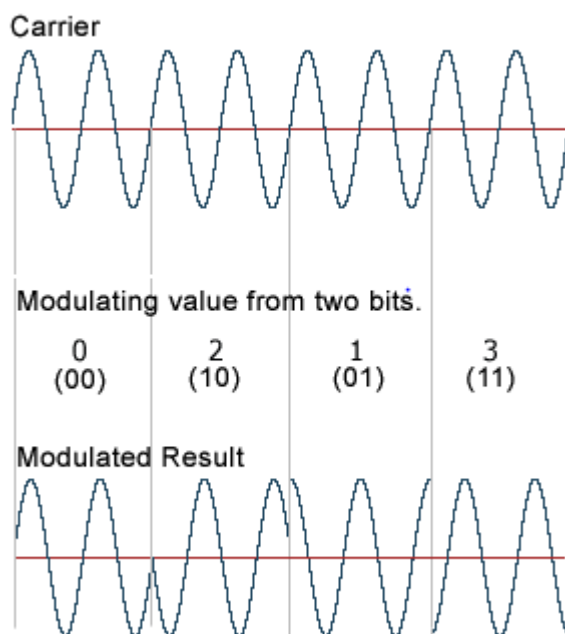 Carrier
Modulating value from two bits.
0 2 1 3
(00) (10) (01) (11)
Modulated Result